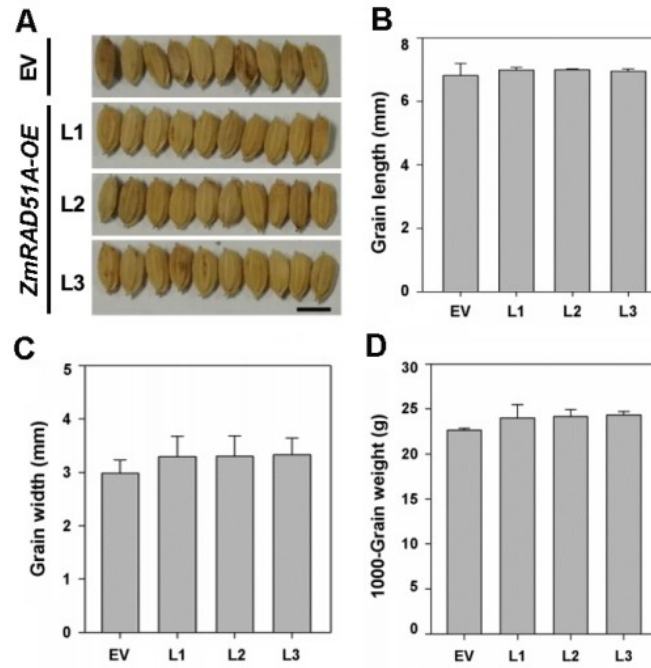 A
EV
ZmRAD51A-OE
L1
L2
L3
B
Grain length (mm)
8
6
4
2
0
EV L1 L2 L3
C
Grain width (mm)
5
4
3
2
1
0
EV L1 L2 L3
D
1000-Grain weight (g)
30
25
20
15
10
5
0
EV L1 L2 L3